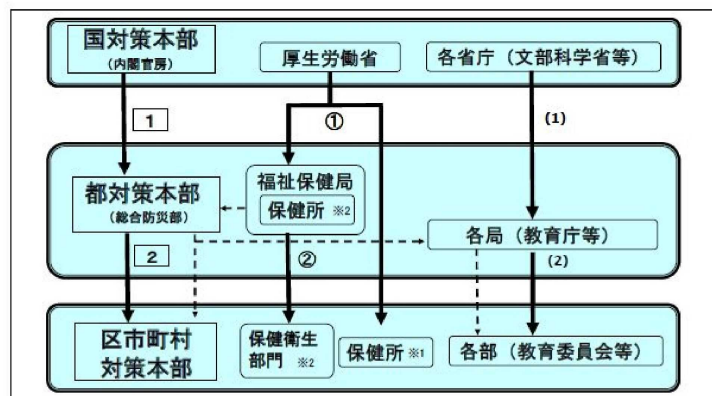 国対策本部
(内閣官房)
厚生労働省
各省庁（文部科学省等）
1
①
(1)
都対策本部
(総合防災部)
福祉保健局
保健所 ※2
各局（教育庁等）
2
②
(2)
区市町村
対策本部
保健衛生
部門 ※2
保健所 ※1
各部（教育委員会等）